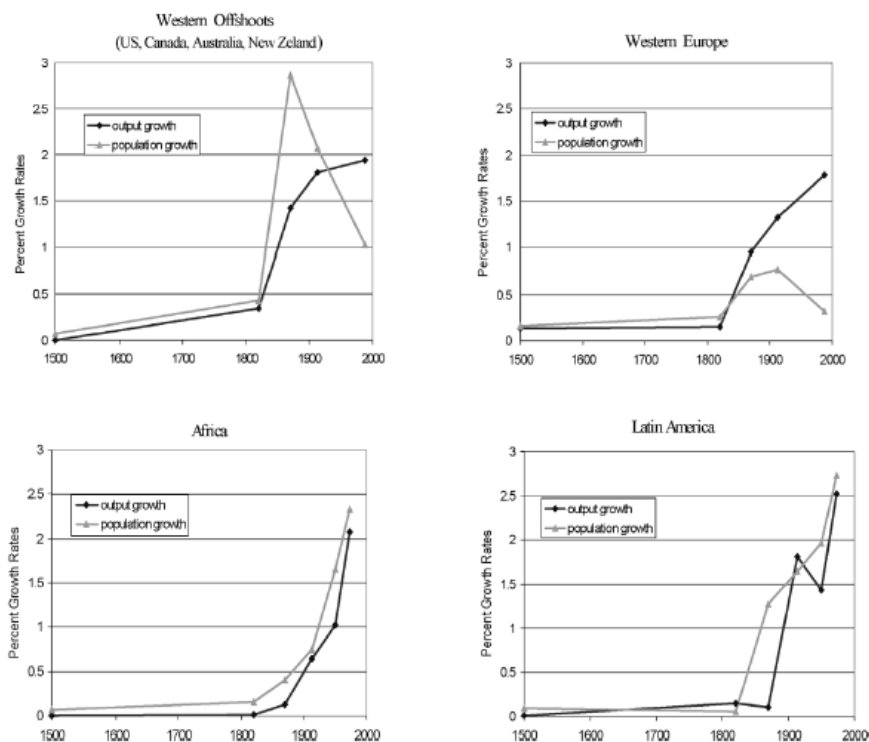 Western Offshoots
(US, Canada, Australia, New Zeland)
3
2.5
2
1.5
1
0.5
0
Percent Growth Rates
output growth
population growth
1500 1600 1700 1800 1900 2000
Western Europe
3
2.5
2
1.5
1
0.5
0
Percent Growth Rates
output growth
population growth
1500 1600 1700 1800 1900 2000
Africa
3
2.5
2
1.5
1
0.5
0
Percent Growth Rates
output growth
population growth
1500 1600 1700 1800 1900 2000
Latin America
3
2.5
2
1.5
1
0.5
0
Percent Growth Rates
output growth
population growth
1500 1600 1700 1800 1900 2000